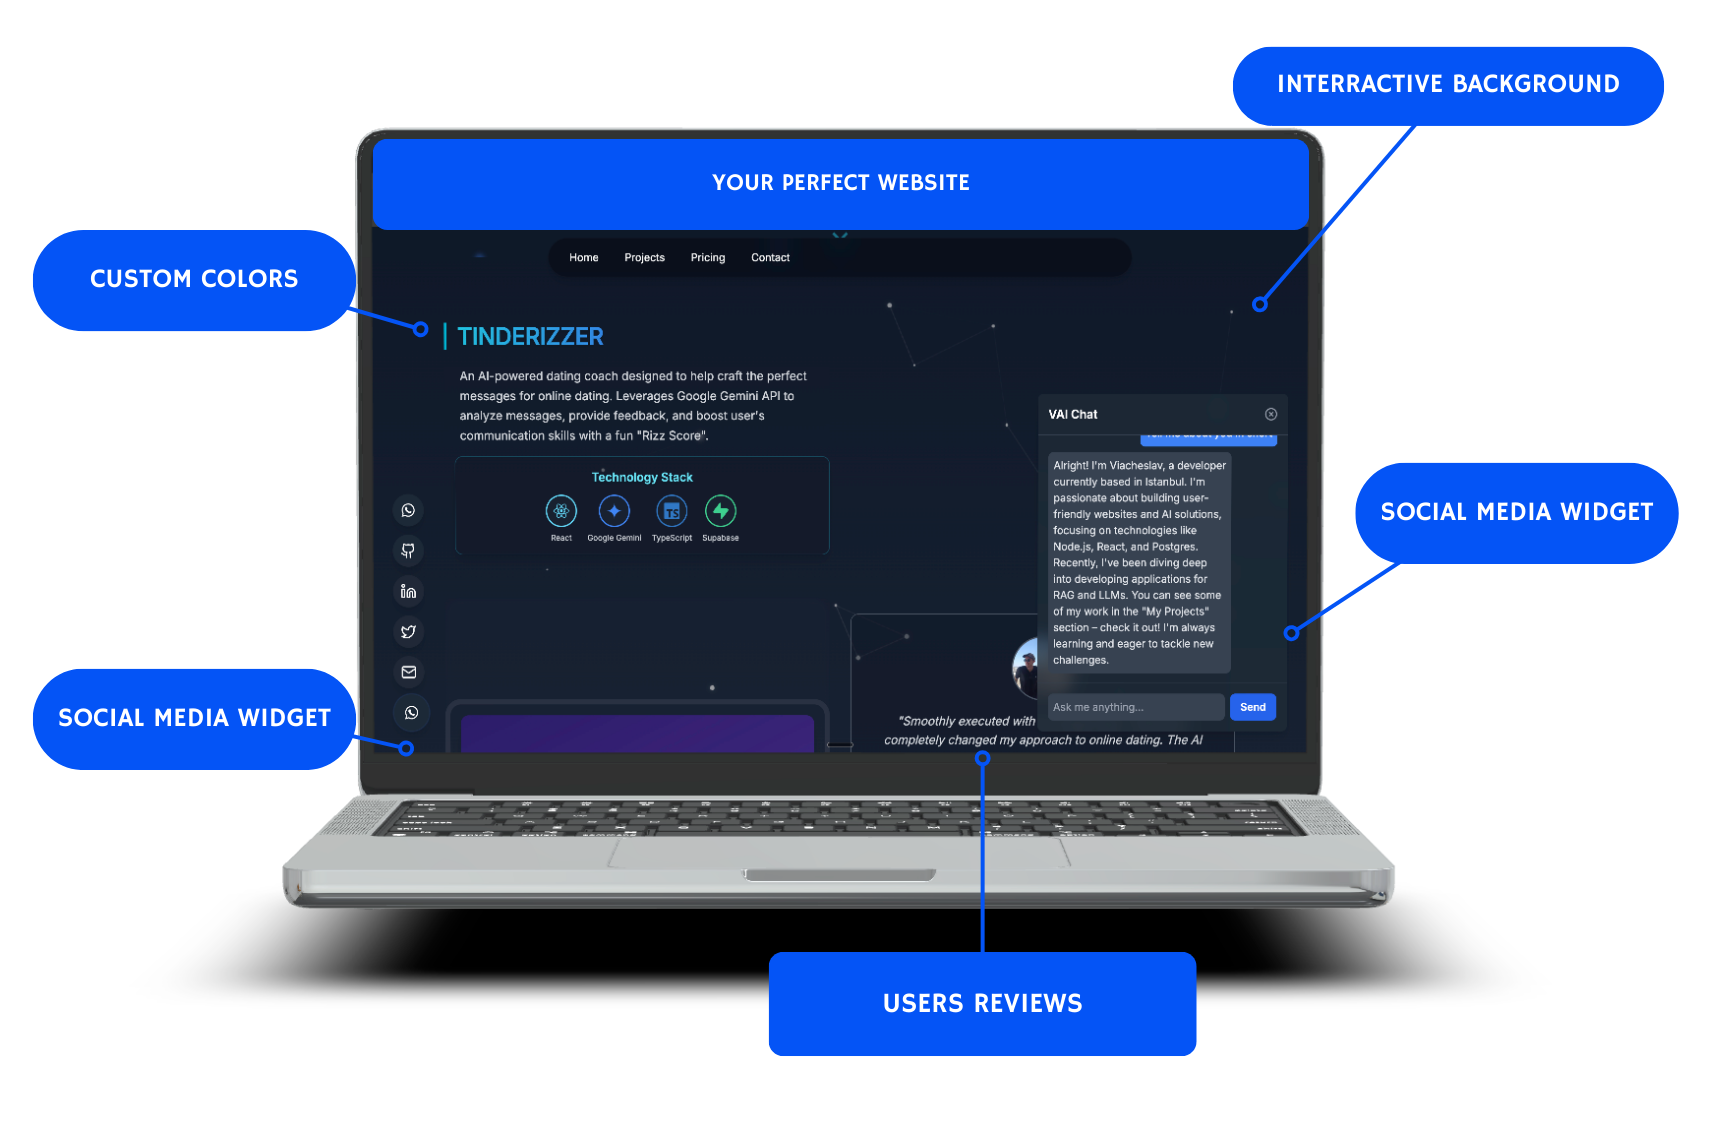 INTERRACTIVE BACKGROUND
YOUR PERFECT WEBSITE
CUSTOM COLORS
Home Projects Pricing Contact
TINDERIZZER
An AI-powered dating coach designed to help craft the perfect
messages for online dating. Leverages Google Gemini API to
analyze messages, provide feedback, and boost user's
communication skills with a fun "Rizz Score".
Technology Stack
TS
React Google Gemini TypeScript Supabase
VAI Chat
Tell me about you in short
Alright! I'm Viacheslav, a developer
currently based in Istanbul. I'm
passionate about building user-
friendly websites and AI solutions,
focusing on technologies like
Node.js, React, and Postgres.
Recently, I've been diving deep
into developing applications for
RAG and LLMs. You can see some
of my work in the "My Projects"
section – check it out! I'm always
learning and eager to tackle new
challenges.
Ask me anything...
Send
SOCIAL MEDIA WIDGET
SOCIAL MEDIA WIDGET
"Smoothly executed with
completely changed my approach to online dating. The AI
USERS REVIEWS